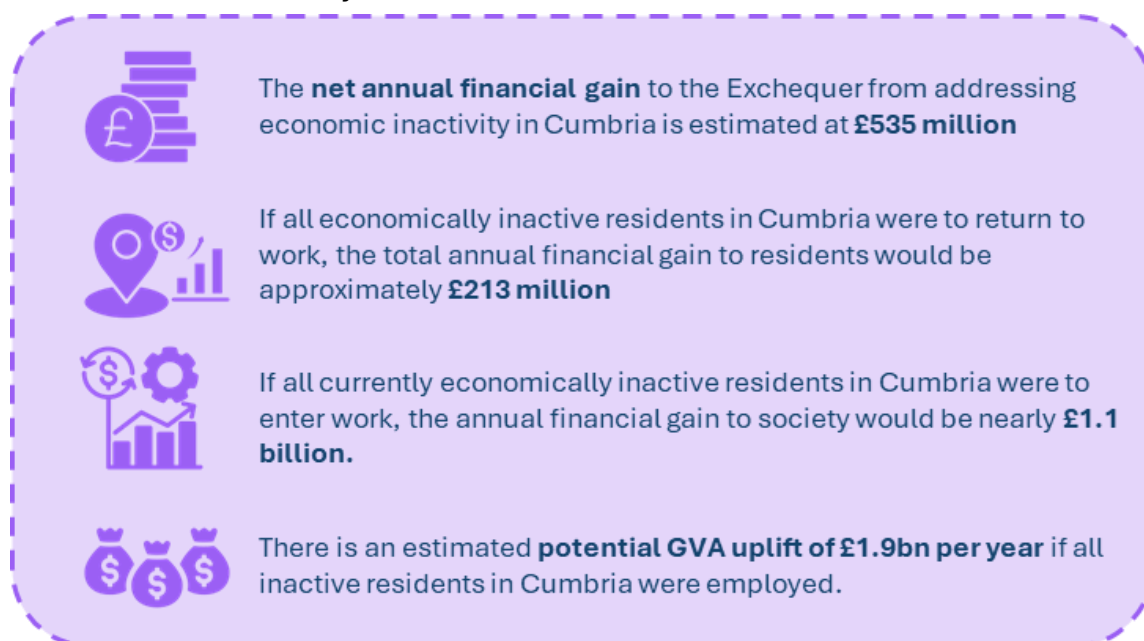 The net annual financial gain to the Exchequer from addressing
economic inactivity in Cumbria is estimated at £535 million
If all economically inactive residents in Cumbria were to return to
work, the total annual financial gain to residents would be
approximately £213 million
If all currently economically inactive residents in Cumbria were to
enter work, the annual financial gain to society would be nearly £1.1
billion.
There is an estimated potential GVA uplift of £1.9bn per year if all
inactive residents in Cumbria were employed.